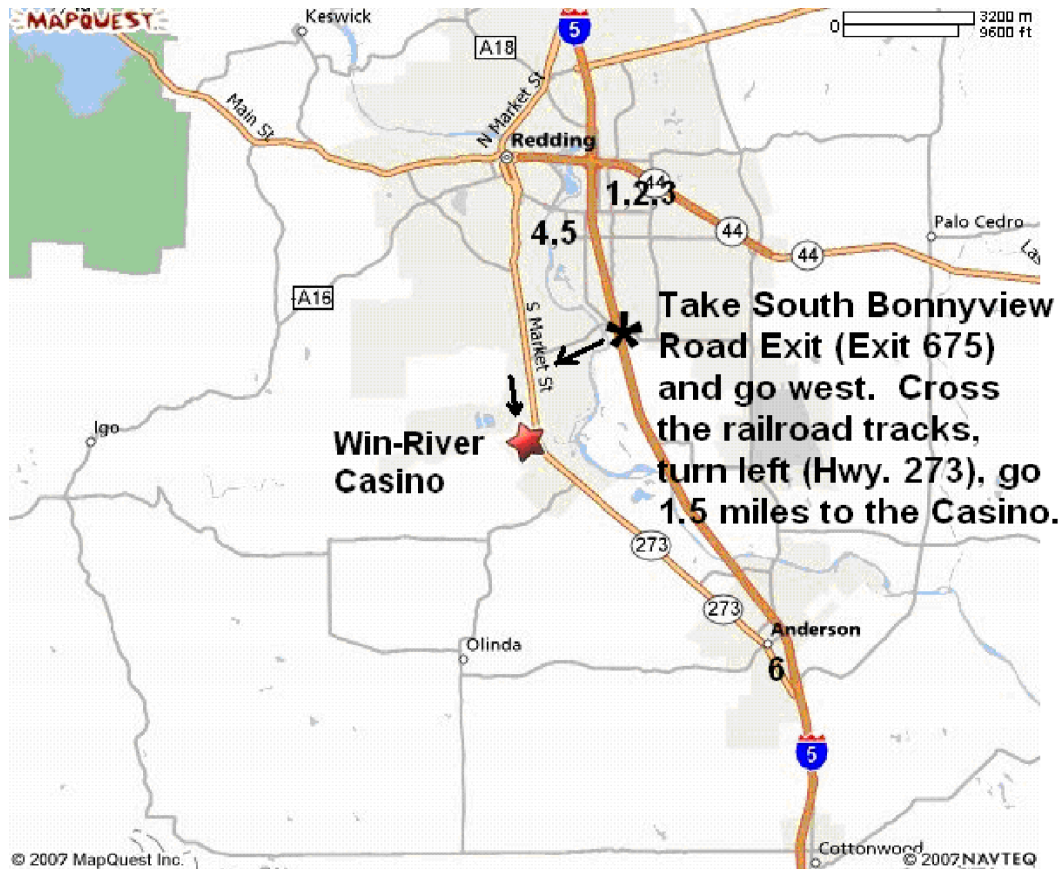 MAPQUEST
Keswick
5
3200 m
0
9600 ft
A18
N Market St
Main St
Redding
44
1,2,3
4,5
44
44
Palo Cedro
A16
S Market St
Take South Bonnyview
Road Exit (Exit 675)
and go west. Cross
the railroad tracks,
turn left (Hwy. 273), go
1.5 miles to the Casino.
Igo
Win-River
Casino
273
273
Anderson
Olinda
6
5
Cottonwood
© 2007 MapQuest Inc.
© 2007 NAVTEQ